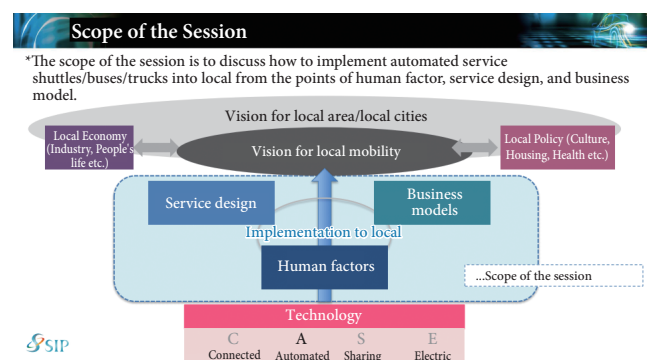 Scope of the Session
*The scope of the session is to discuss how to implement automated service
shuttles/buses/trucks into local from the points of human factor, service design, and business
model.
Vision for local area/local cities
Local Economy
(Industry, People's
life etc.)
Vision for local mobility
Local Policy (Culture,
Housing, Health etc.)
Service design
Business
models
Implementation to local
Human factors
...Scope of the session
Technology
C A S E
Connected Automated Sharing Electric
SIP